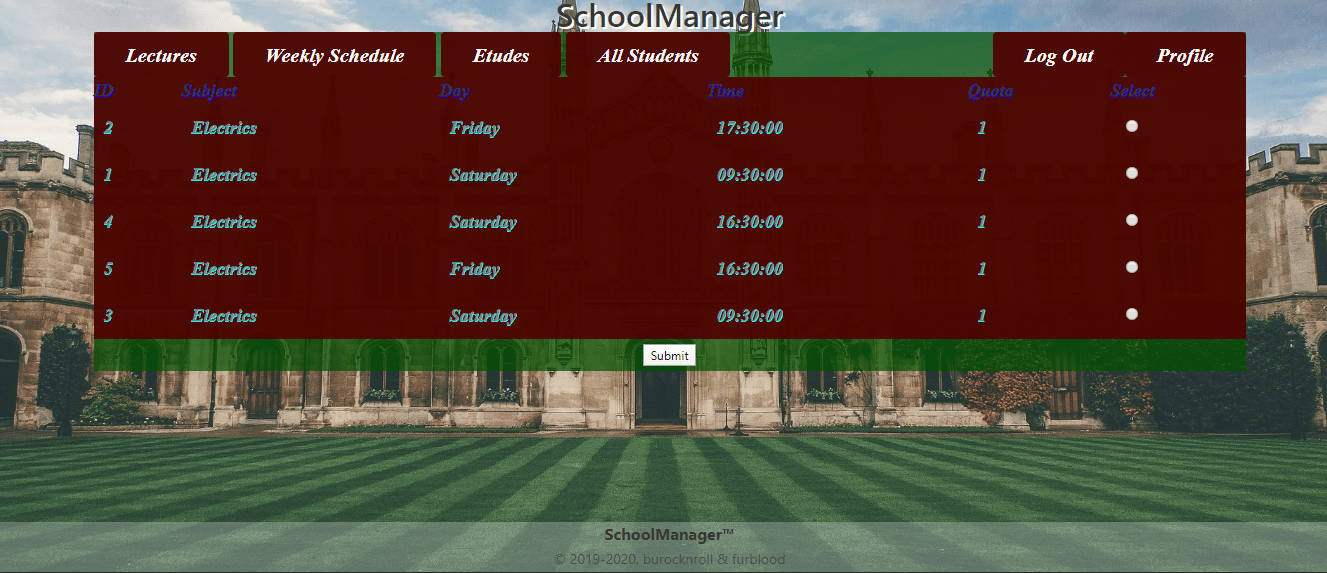 SchoolManager
Lectures Weekly Schedule Etudes All Students Log Out Profile
ID Subject Day Time Quota Select
2 Electrics Friday 17:30:00 1
1 Electrics Saturday 09:30:00 1
4 Electrics Saturday 16:30:00 1
5 Electrics Friday 16:30:00 1
3 Electrics Saturday 09:30:00 1
Submit
SchoolManager™
© 2019-2020, burocknroll & furblood